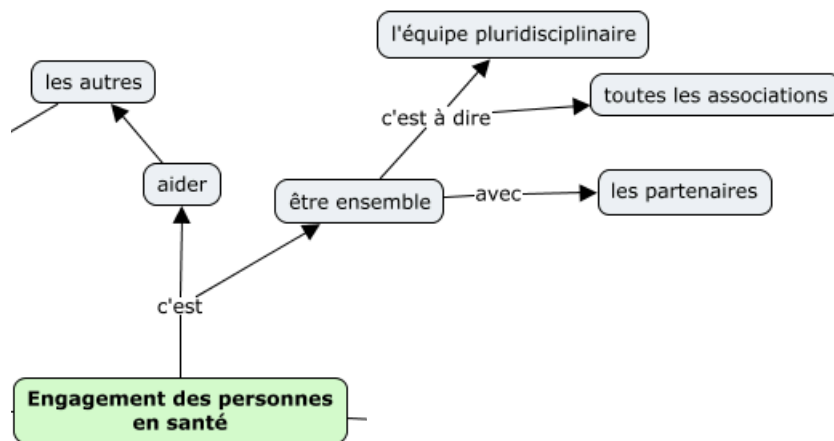 l'équipe pluridisciplinaire
les autres
toutes les associations
c'est à dire
aider
être ensemble
avec
les partenaires
c'est
Engagement des personnes
en santé